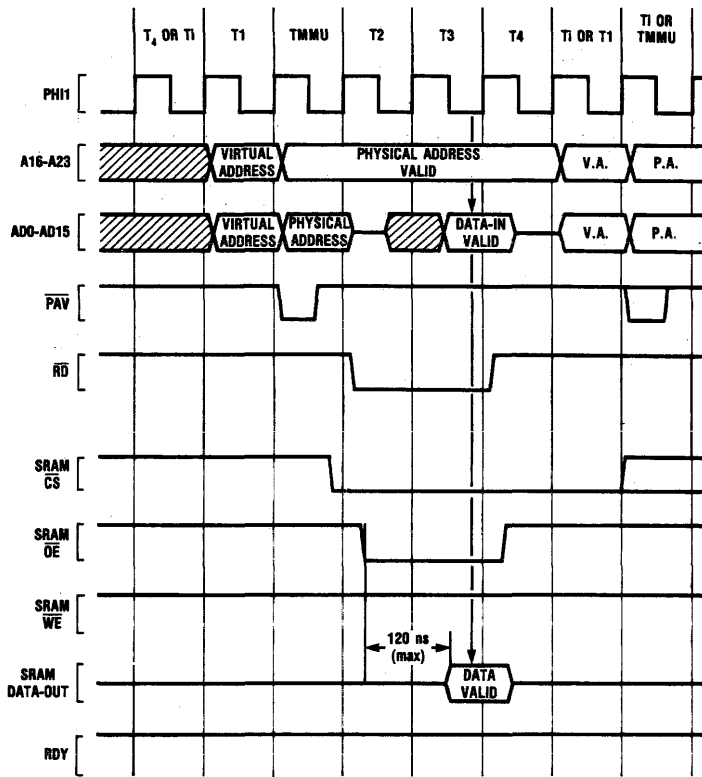 T4 OR Ti T1 TMMU T2 T3 T4 Ti OR T1 Ti OR
TMMU
PHI1
A16-A23 VIRTUAL
ADDRESS PHYSICAL ADDRESS
VALID V.A. P.A.
AD0-AD15 VIRTUAL
ADDRESS PHYSICAL
ADDRESS DATA-IN
VALID V.A. P.A.
PAV
RD
SRAM
CS
SRAM
OE
SRAM
WE
120 ns
(max)
SRAM
DATA-OUT DATA
VALID
RDY